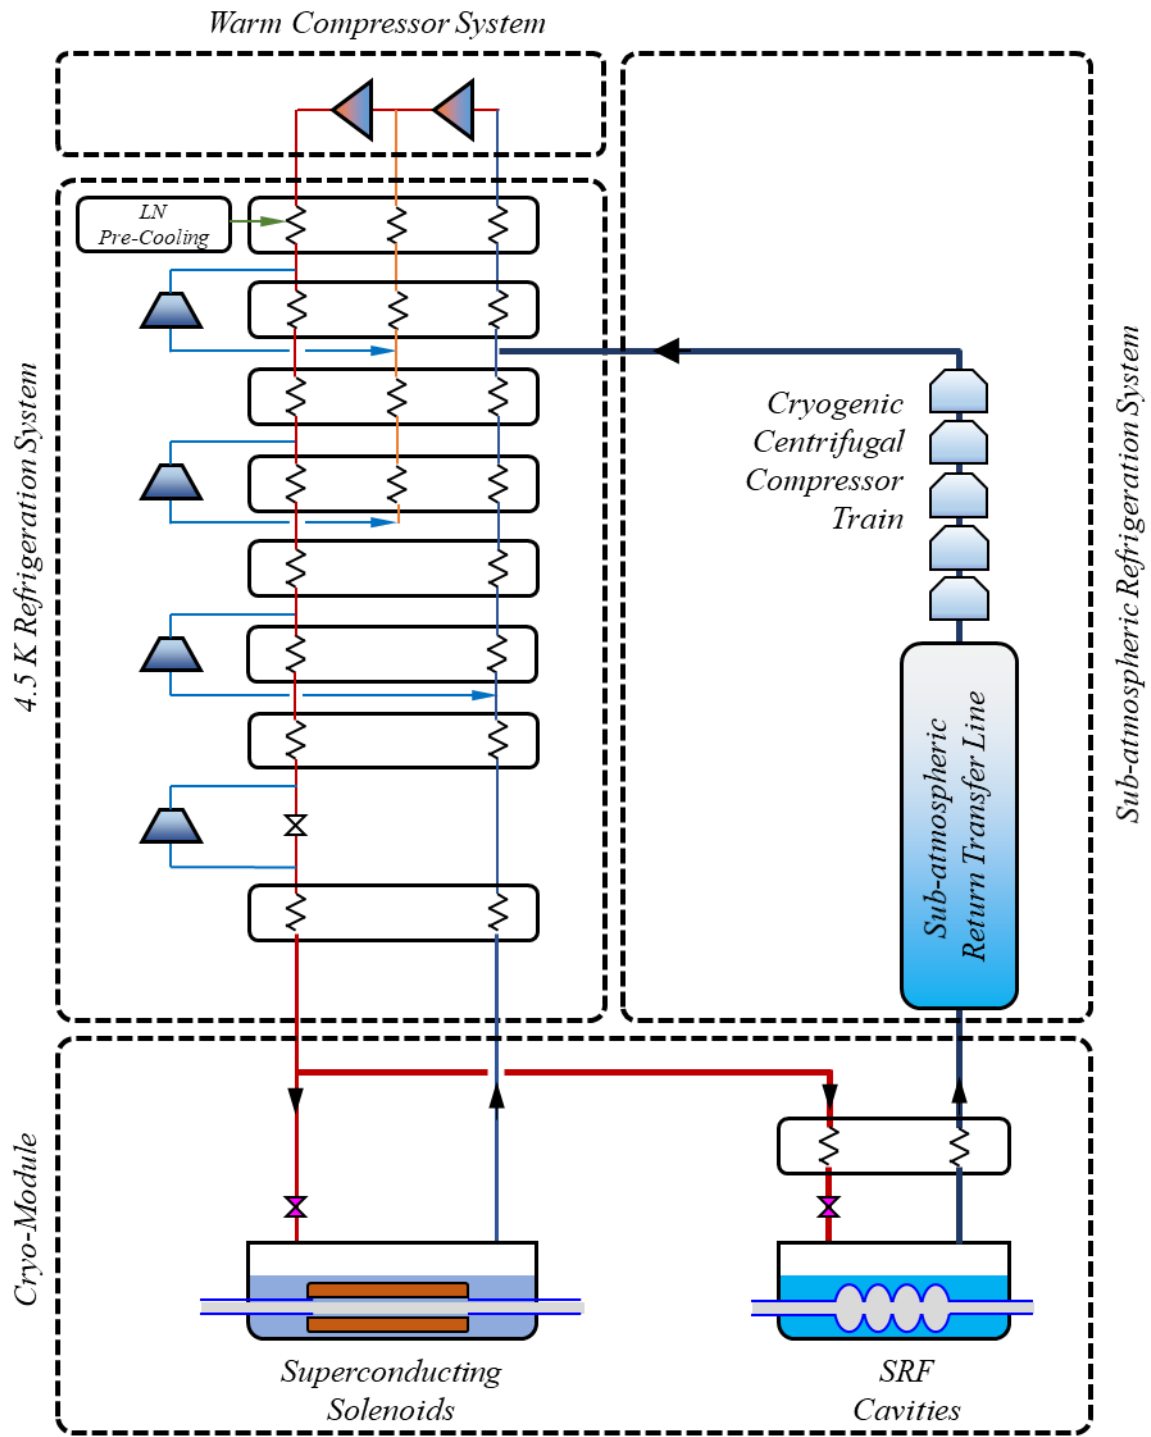 Warm Compressor System
LN
Pre-Cooling
4.5 K Refrigeration System
Cryogenic
Centrifugal
Compressor
Train
Sub-atmospheric
Return Transfer Line
Sub-atmospheric Refrigeration System
Cryo-Module
Superconducting
Solenoids
SRF
Cavities